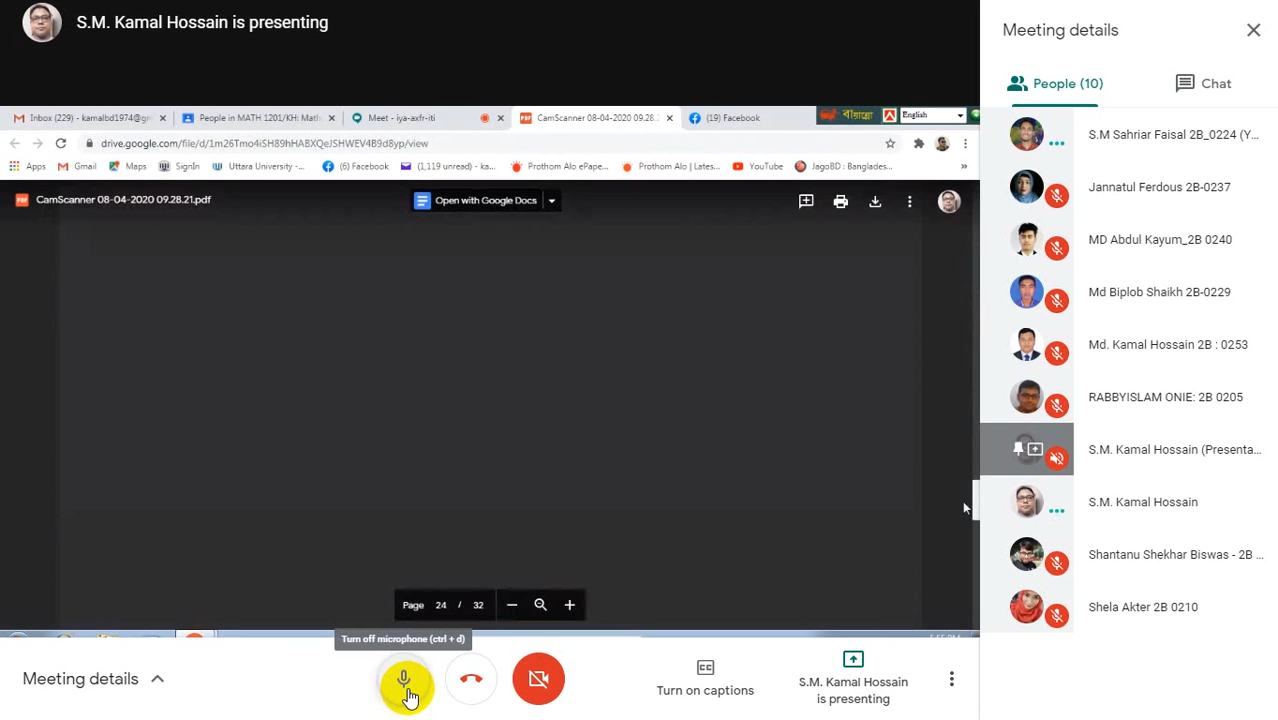 S.M. Kamal Hossain is presenting
Meeting details
People (10)
Chat
Inbox (229) - kamalbd1974@gm
People in MATH 1201/KH: Math
Meet - iya-axfr-iti
CamScanner 08-04-2020 09.28.
(19) Facebook
English
drive.google.com/file/d/1m26Tmo4iSH89hHABXQeJSHWEV4B9d8yp/view
Apps
Gmail
Maps
SignIn
Uttara University -...
(6) Facebook
(1,119 unread) - ka...
Prothom Alo ePape...
Prothom Alo | Lates...
YouTube
JagoBD : Banglades...
»
CamScanner 08-04-2020 09.28.21.pdf
Open with Google Docs
S.M Sahriar Faisal 2B_0224 (Y...
Jannatul Ferdous 2B-0237
MD Abdul Kayum_2B 0240
Md Biplob Shaikh 2B-0229
Md. Kamal Hossain 2B : 0253
RABBYISLAM ONIE: 2B 0205
S.M. Kamal Hossain (Presenta...
S.M. Kamal Hossain
Shantanu Shekhar Biswas - 2B ...
Shela Akter 2B 0210
Page 24 / 32
Turn off microphone (ctrl + d)
Meeting details
Turn on captions
S.M. Kamal Hossain
is presenting